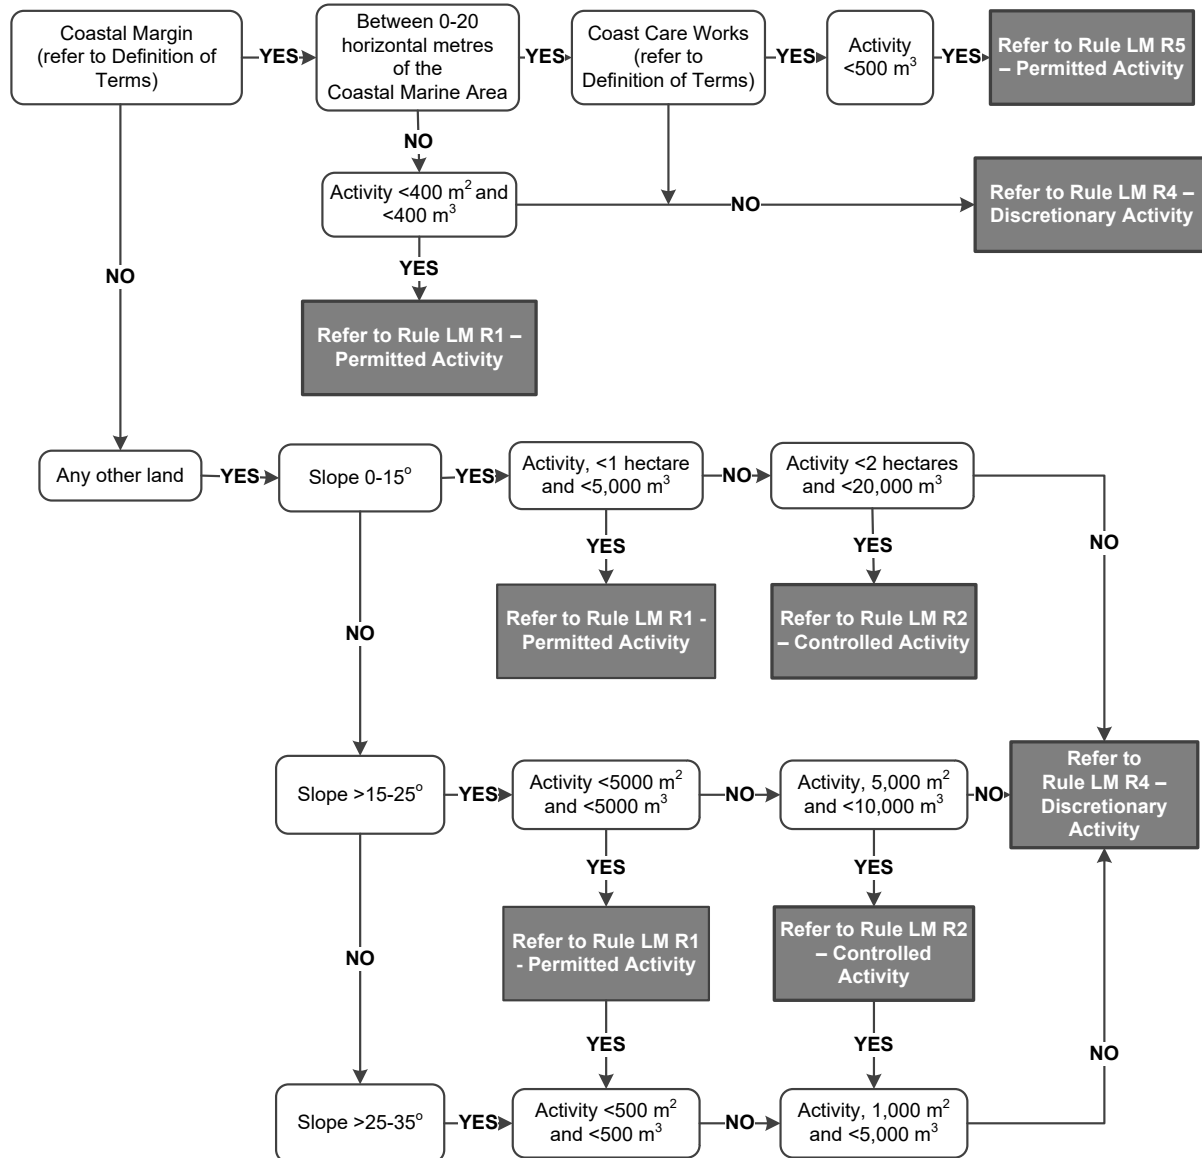 Coastal Margin
(refer to Definition of
Terms)
YES
Between 0-20
horizontal metres
of the
Coastal Marine Area
YES
Coast Care Works
(refer to
Definition of Terms)
YES
Activity
<500 m³
YES
Refer to Rule LM R5
– Permitted Activity
NO
Activity <400 m² and
<400 m³
NO
Refer to Rule LM R4 –
Discretionary Activity
NO
YES
Refer to Rule LM R1 –
Permitted Activity
Any other land
YES
Slope 0-15°
YES
Activity, <1 hectare
and <5,000 m³
NO
Activity <2 hectares
and <20,000 m³
NO
YES
YES
Refer to Rule LM R1 -
Permitted Activity
Refer to Rule LM R2
– Controlled Activity
NO
Slope >15-25°
YES
Activity <5000 m²
and <5000 m³
NO
Activity, 5,000 m²
and <10,000 m³
NO
Refer to
Rule LM R4 –
Discretionary
Activity
YES
YES
Refer to Rule LM R1
- Permitted Activity
Refer to Rule LM R2
– Controlled
Activity
NO
YES
YES
NO
Slope >25-35°
YES
Activity <500 m²
and <500 m³
NO
Activity, 1,000 m²
and <5,000 m³